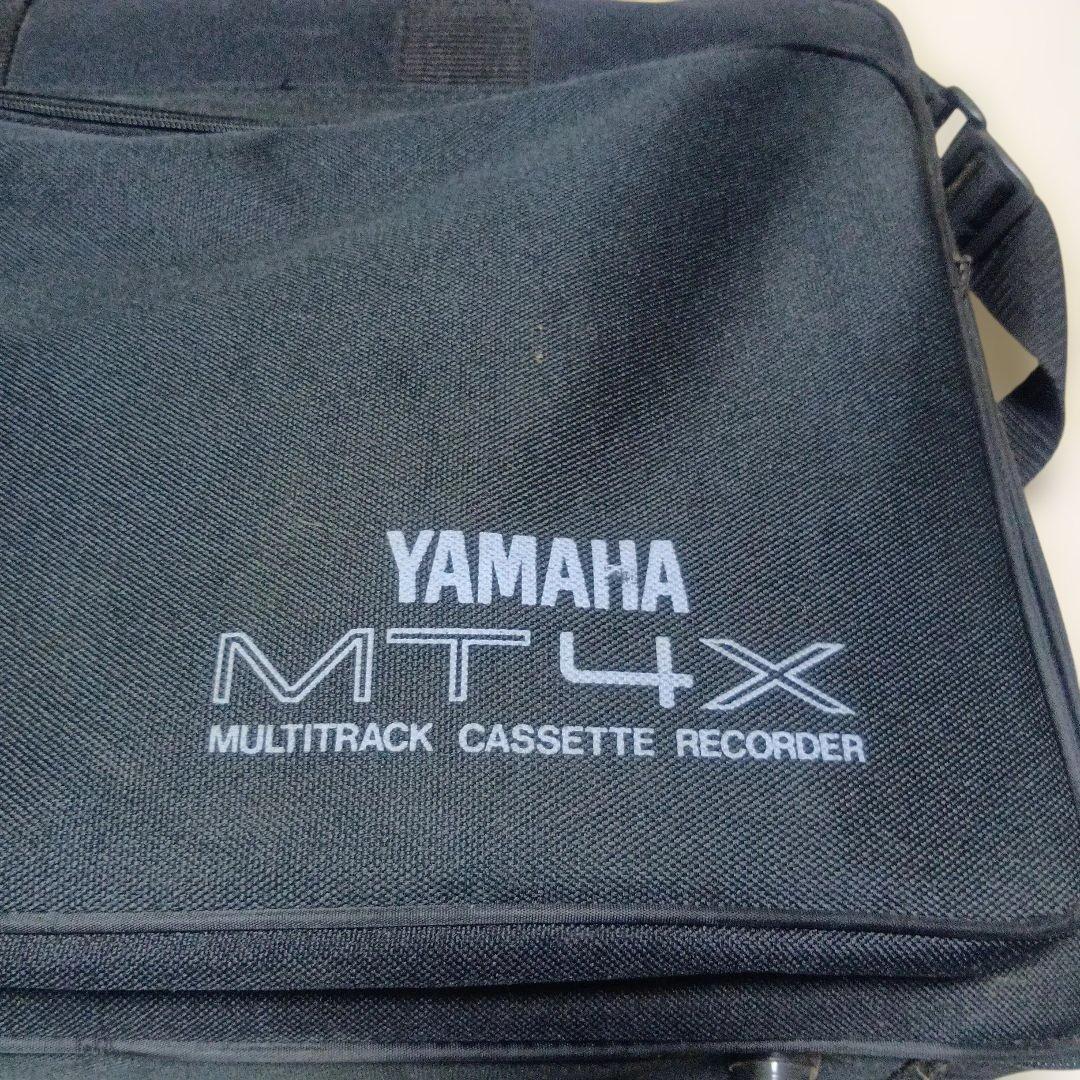 YAMAHA
MT4X
MULTITRACK CASSETTE RECORDER